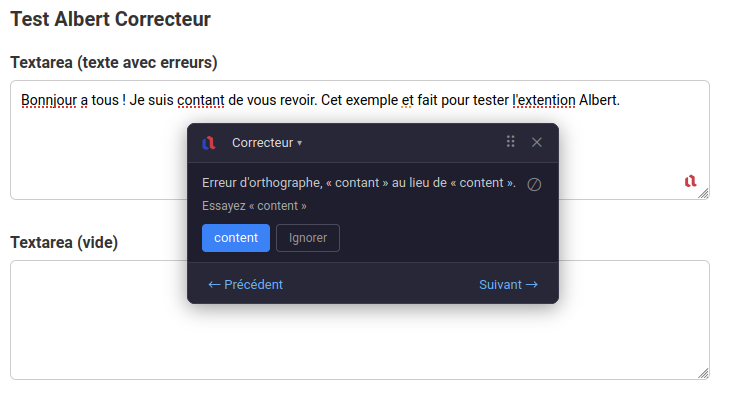 Test Albert Correcteur
Textarea (texte avec erreurs)
Bonnjour a tous ! Je suis contant de vous revoir. Cet exemple et fait pour tester l'extention Albert.
Correcteur ▾
Erreur d'orthographe, « contant » au lieu de « content ».
Essayez « content »
content Ignorer
← Précédent Suivant →
Textarea (vide)